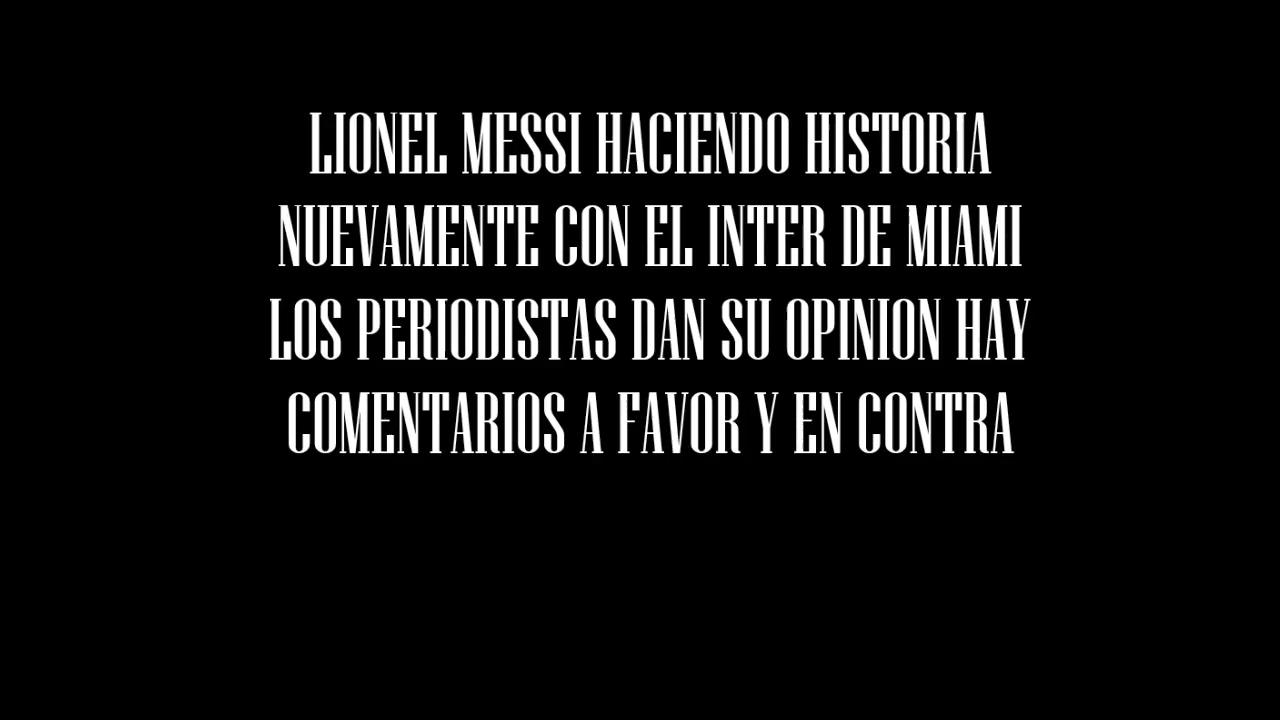 LIONEL MESSI HACIENDO HISTORIA
NUEVAMENTE CON EL INTER DE MIAMI
LOS PERIODISTAS DAN SU OPINION HAY
COMENTARIOS A FAVOR Y EN CONTRA